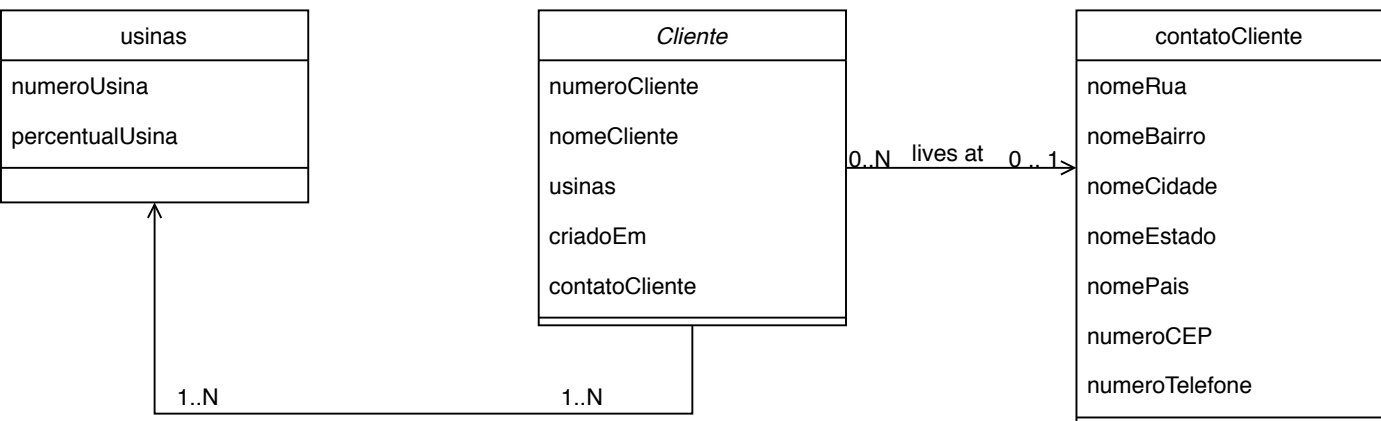 usinas
numeroUsina
percentualUsina
Cliente
numeroCliente
nomeCliente
usinas
criadoEm
contatoCliente
0..N
lives at
0 .. 1
contatoCliente
nomeRua
nomeBairro
nomeCidade
nomeEstado
nomePais
numeroCEP
numeroTelefone
1..N
1..N